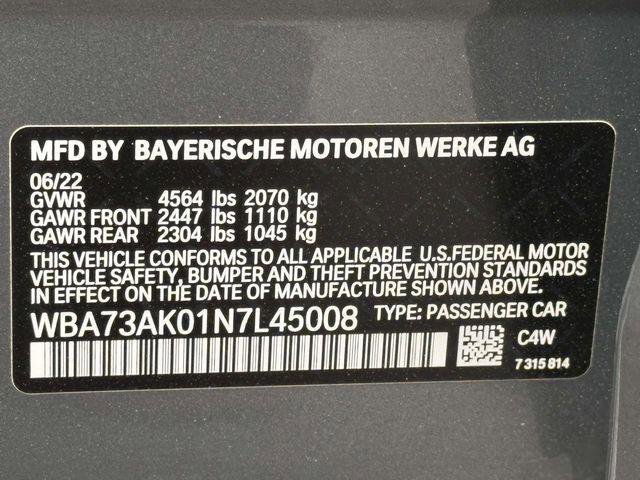 MFD BY BAYERISCHE MOTOREN WERKE AG
06/22
GVWR 4564 lbs 2070 kg
GAWR FRONT 2447 lbs 1110 kg
GAWR REAR 2304 lbs 1045 kg
THIS VEHICLE CONFORMS TO ALL APPLICABLE U.S.FEDERAL MOTOR
VEHICLE SAFETY, BUMPER AND THEFT PREVENTION STANDARDS
IN EFFECT ON THE DATE OF MANUFACTURE SHOWN ABOVE.
WBA73AK01N7L45008 TYPE: PASSENGER CAR
C4W
7 315 814